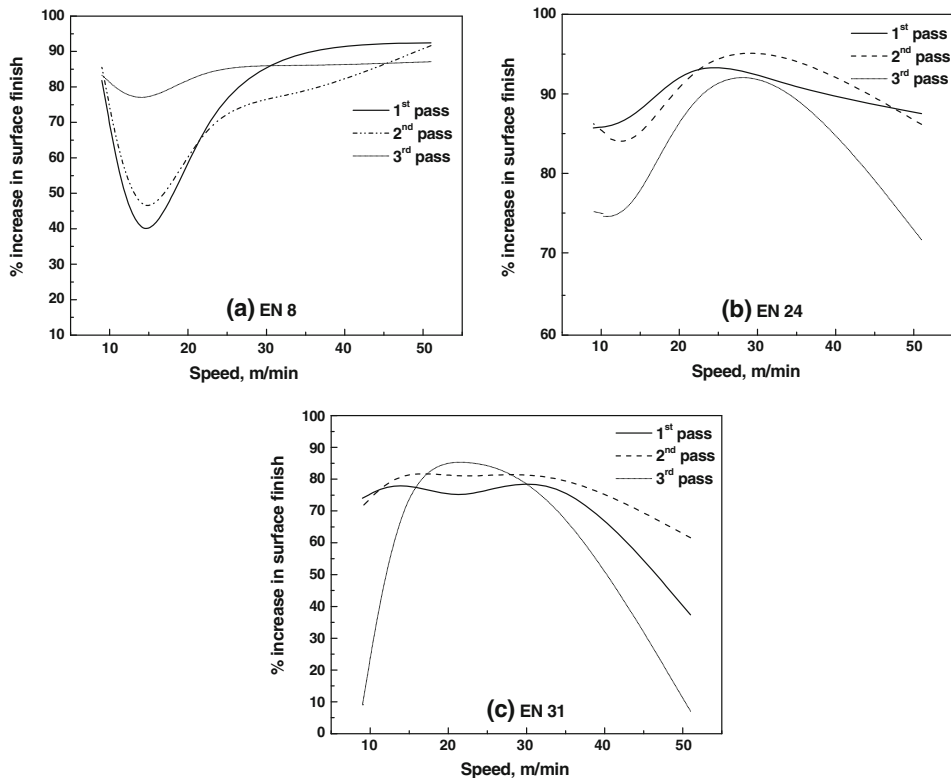 100
90
80
70
60
50
40
30
20
10
% increase in surface finish
1st pass
2nd pass
3rd pass
(a) EN 8
10 20 30 40 50
Speed, m/min
100
90
80
70
60
% increase in surface finish
1st pass
2nd pass
3rd pass
(b) EN 24
10 20 30 40 50
Speed, m/min
100
90
80
70
60
50
40
30
20
10
0
% increase in surface finish
1st pass
2nd pass
3rd pass
(c) EN 31
10 20 30 40 50
Speed, m/min